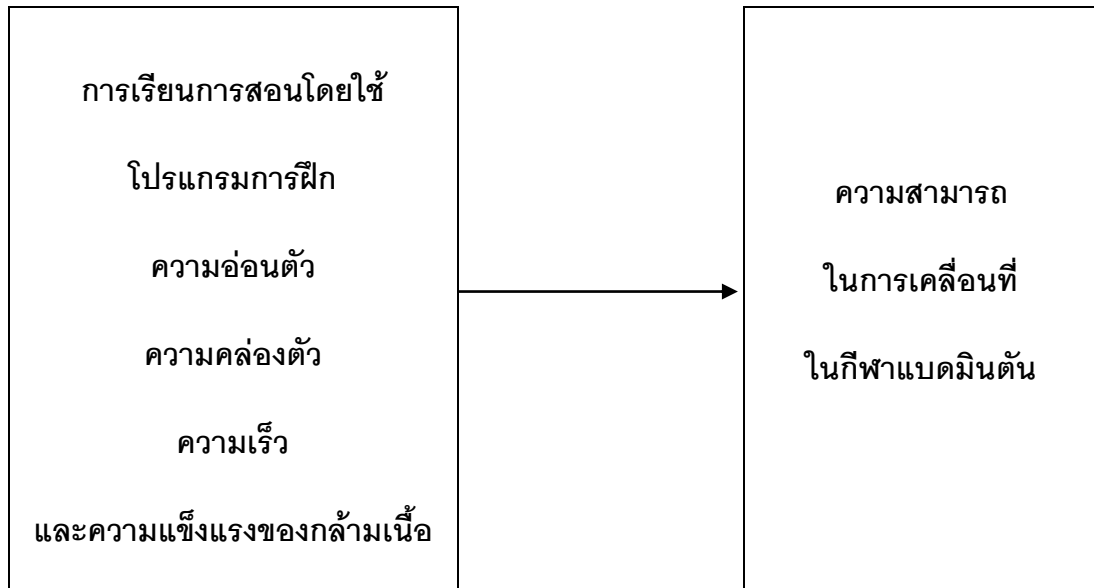 การเรียนการสอนโดยใช้
โปรแกรมการฝึก
ความอ่อนตัว
ความคล่องตัว
ความเร็ว
และความแข็งแรงของกล้ามเนื้อ
ความสามารถ
ในการเคลื่อนที่
ในกีฬาแบดมินตัน